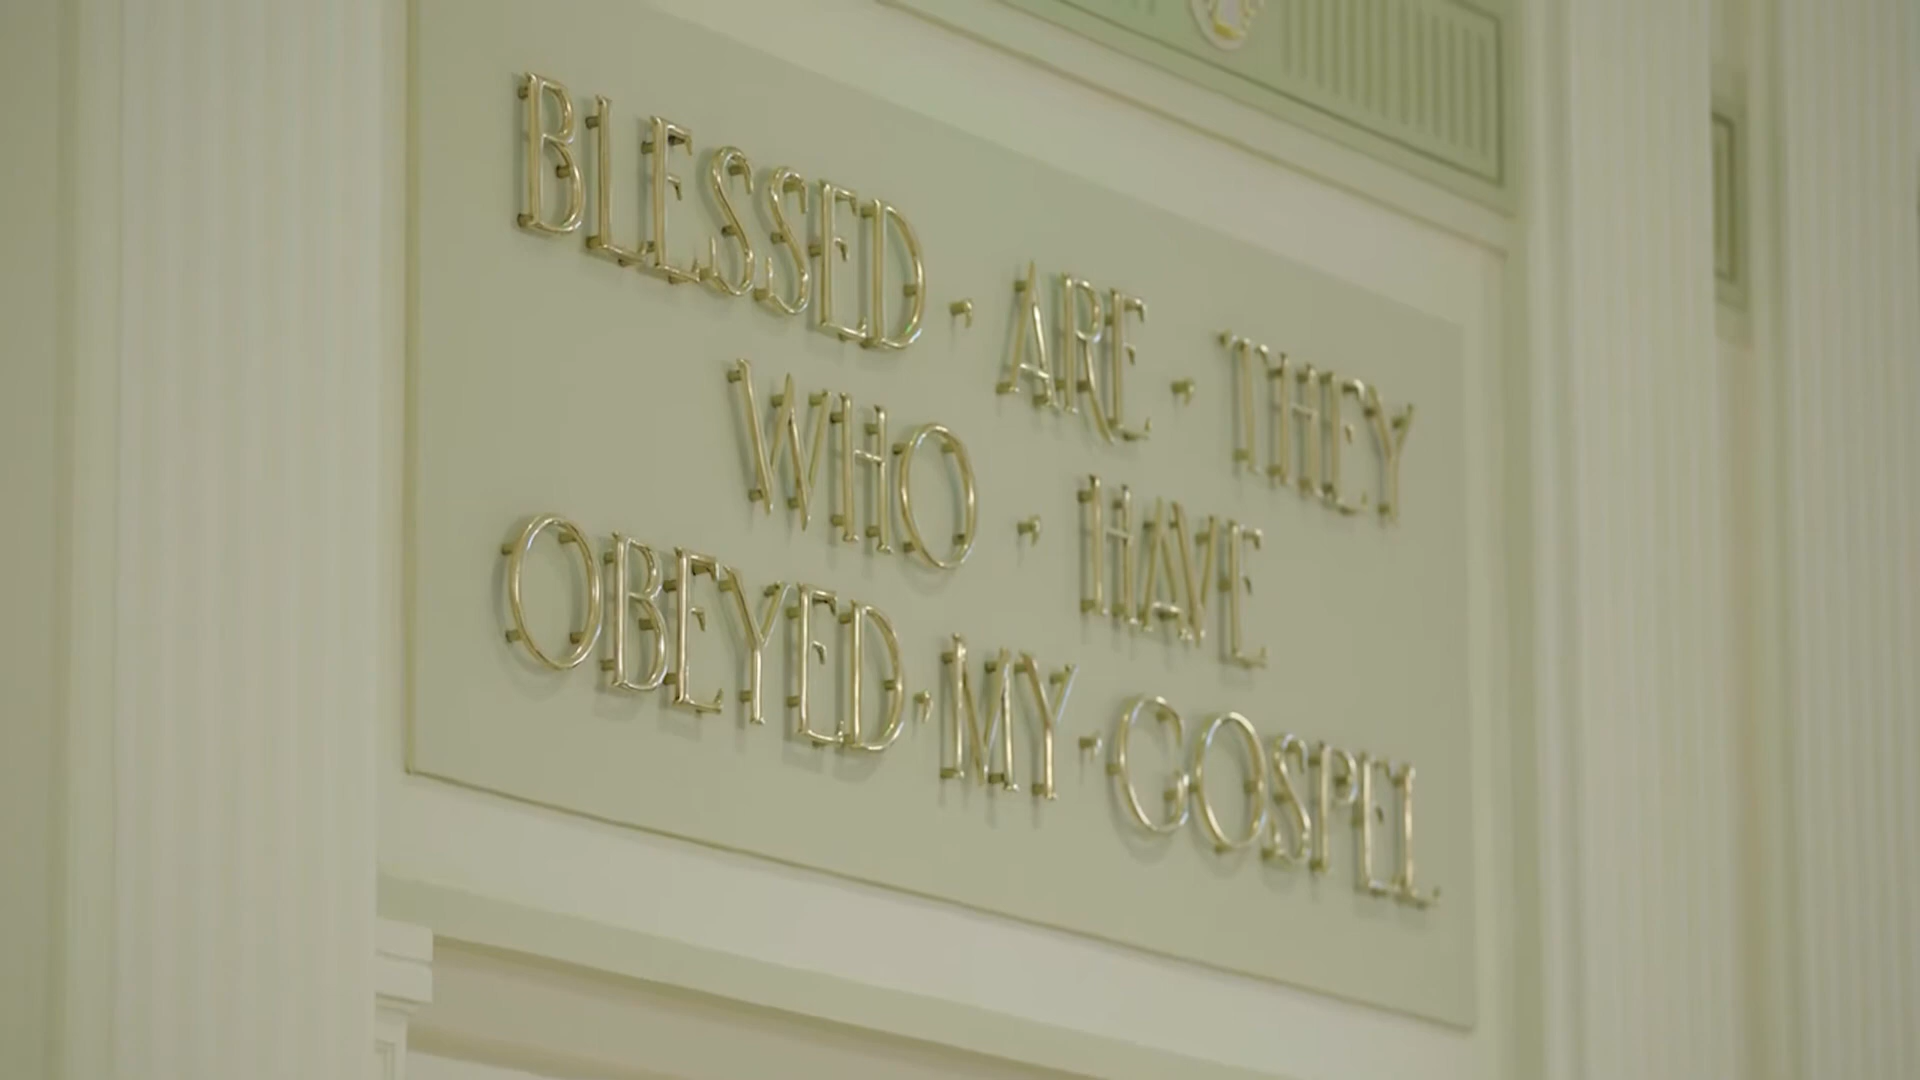 BLESSED · ARE · THEY
WHO · HAVE
OBEYED · MY · GOSPEL